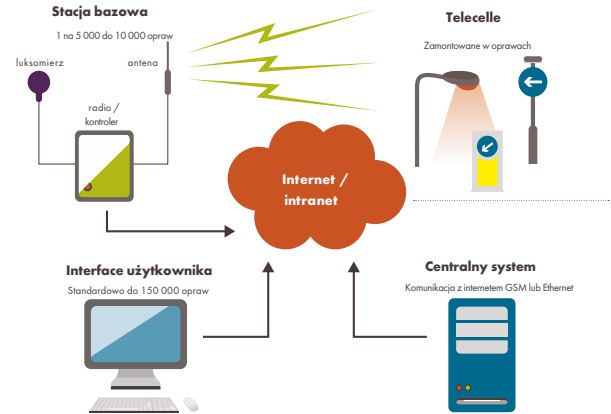 Stacja bazowa
1 na 5 000 do 10 000 opraw
luksomierz
antena
radio /
kontroler
Telecelle
Zamontowane w oprawach
Internet /
intranet
Interface użytkownika
Standardowo do 150 000 opraw
Centralny system
Komunikacja z internetem GSM lub Ethernet